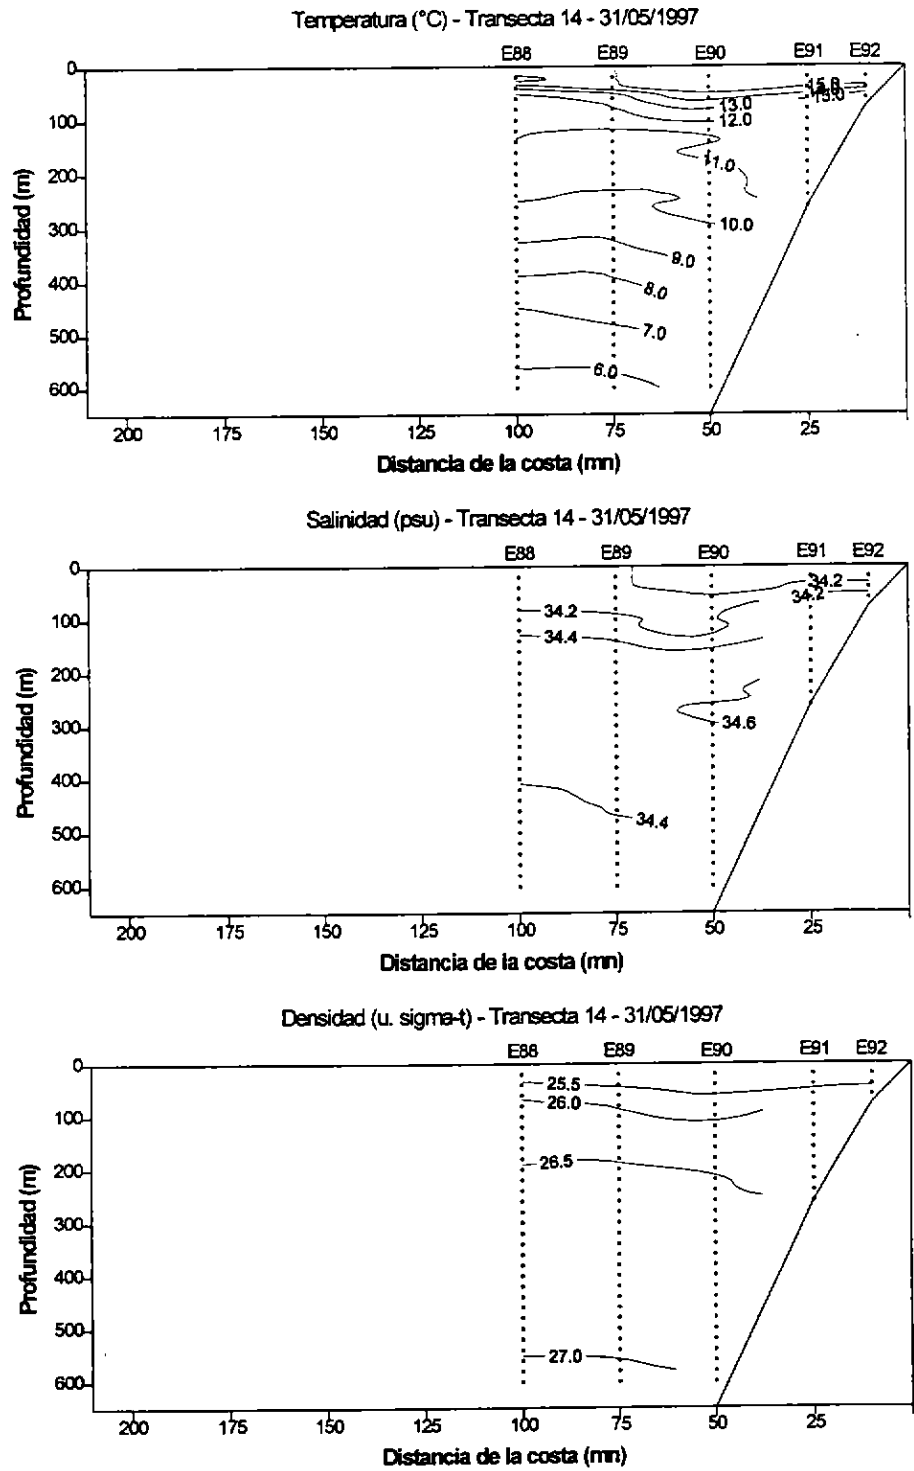 Temperatura (°C) - Transecta 14 - 31/05/1997
E88 E89 E90 E91 E92
0
100
200
300
400
500
600
Profundidad (m)
15.0
13.0
13.0
12.0
11.0
10.0
9.0
8.0
7.0
6.0
200 175 150 125 100 75 50 25
Distancia de la costa (mn)
Salinidad (psu) - Transecta 14 - 31/05/1997
E88 E89 E90 E91 E92
0
100
200
300
400
500
600
Profundidad (m)
34.2
34.2
34.2
34.4
34.6
34.4
200 175 150 125 100 75 50 25
Distancia de la costa (mn)
Densidad (u. sigma-t) - Transecta 14 - 31/05/1997
E88 E89 E90 E91 E92
0
100
200
300
400
500
600
Profundidad (m)
25.5
26.0
26.5
27.0
200 175 150 125 100 75 50 25
Distancia de la costa (mn)